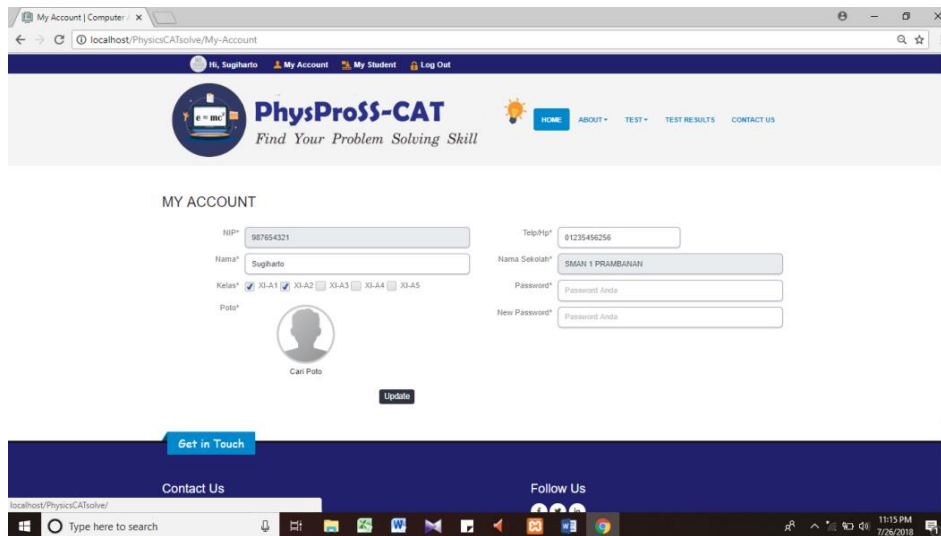 My Account | Computer /
localhost/PhysicsCATsolve/My-Account
Hi, Sugiharto My Account My Student Log Out
e = mc²
PhysProSS-CAT
Find Your Problem Solving Skill
HOME ABOUT TEST TEST RESULTS CONTACT US
MY ACCOUNT
NIP* 987654321
Telp/Hp* 01235456256
Nama* Sugiharto
Nama Sekolah* SMAN 1 PRAMBANAN
Kelas* XI-A1 XI-A2 XI-A3 XI-A4 XI-A5
Password* Password Anda
Poto*
New Password* Password Anda
Cari Poto
Update
Get in Touch
Contact Us
Follow Us
localhost/PhysicsCATsolve/
Type here to search
11:15 PM
7/26/2018